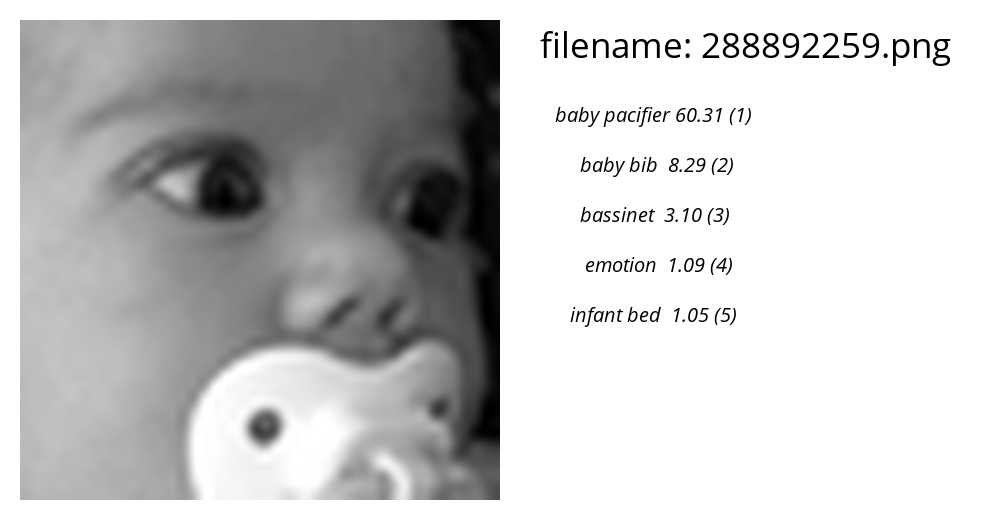 filename: 288892259.png
baby pacifier 60.31 (1)
baby bib 8.29 (2)
bassinet 3.10 (3)
emotion 1.09 (4)
infant bed 1.05 (5)